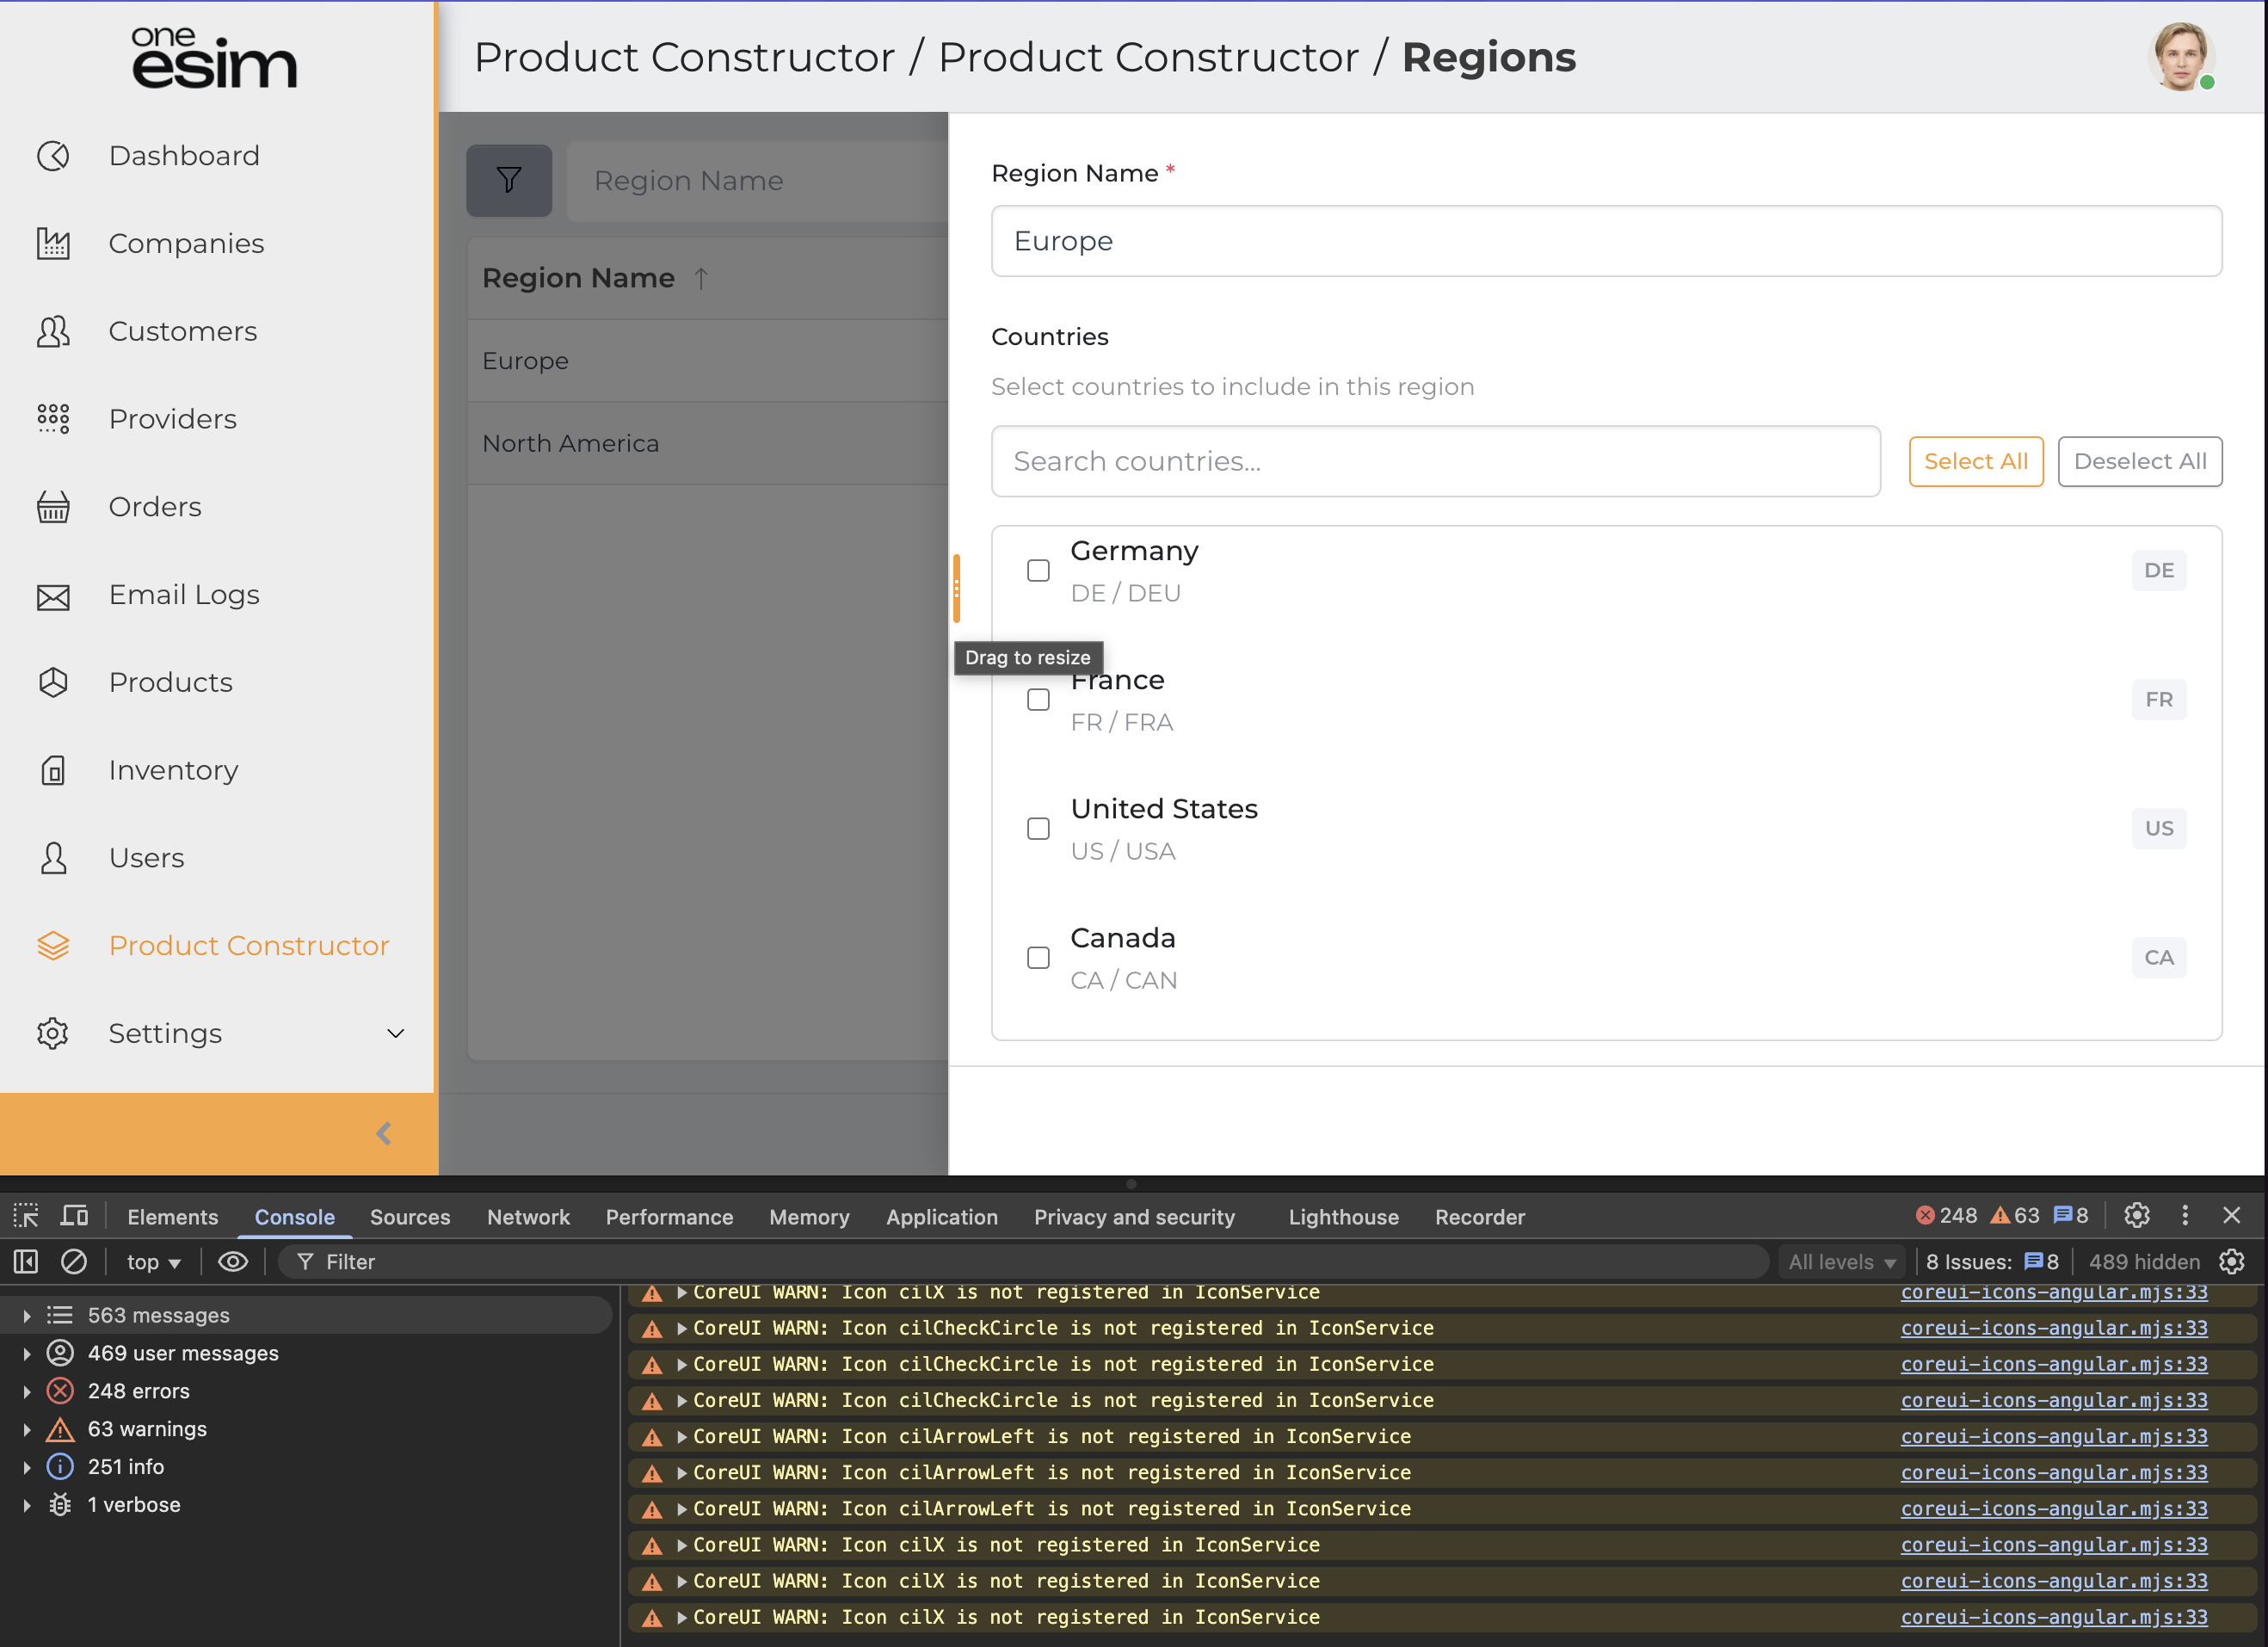 one
esim
Product Constructor / Product Constructor / Regions
Dashboard
Companies
Customers
Providers
Orders
Email Logs
Products
Inventory
Users
Product Constructor
Settings
Region Name
Region Name ↑
Europe
North America
Region Name *
Europe
Countries
Select countries to include in this region
Search countries...
Select All
Deselect All
Germany
DE / DEU
DE
Drag to resize
France
FR / FRA
FR
United States
US / USA
US
Canada
CA / CAN
CA
Elements Console Sources Network Performance Memory Application Privacy and security Lighthouse Recorder 248 63 8
top Filter All levels 8 Issues: 8 489 hidden
563 messages
469 user messages
248 errors
63 warnings
251 info
1 verbose
CoreUI WARN: Icon cilX is not registered in IconService coreui-icons-angular.mjs:33
CoreUI WARN: Icon cilCheckCircle is not registered in IconService coreui-icons-angular.mjs:33
CoreUI WARN: Icon cilCheckCircle is not registered in IconService coreui-icons-angular.mjs:33
CoreUI WARN: Icon cilCheckCircle is not registered in IconService coreui-icons-angular.mjs:33
CoreUI WARN: Icon cilArrowLeft is not registered in IconService coreui-icons-angular.mjs:33
CoreUI WARN: Icon cilArrowLeft is not registered in IconService coreui-icons-angular.mjs:33
CoreUI WARN: Icon cilArrowLeft is not registered in IconService coreui-icons-angular.mjs:33
CoreUI WARN: Icon cilX is not registered in IconService coreui-icons-angular.mjs:33
CoreUI WARN: Icon cilX is not registered in IconService coreui-icons-angular.mjs:33
CoreUI WARN: Icon cilX is not registered in IconService coreui-icons-angular.mjs:33